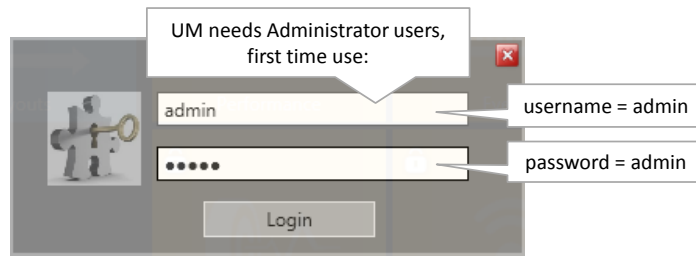 UM needs Administrator users,
first time use:
admin
username = admin
●●●●●
password = admin
Login